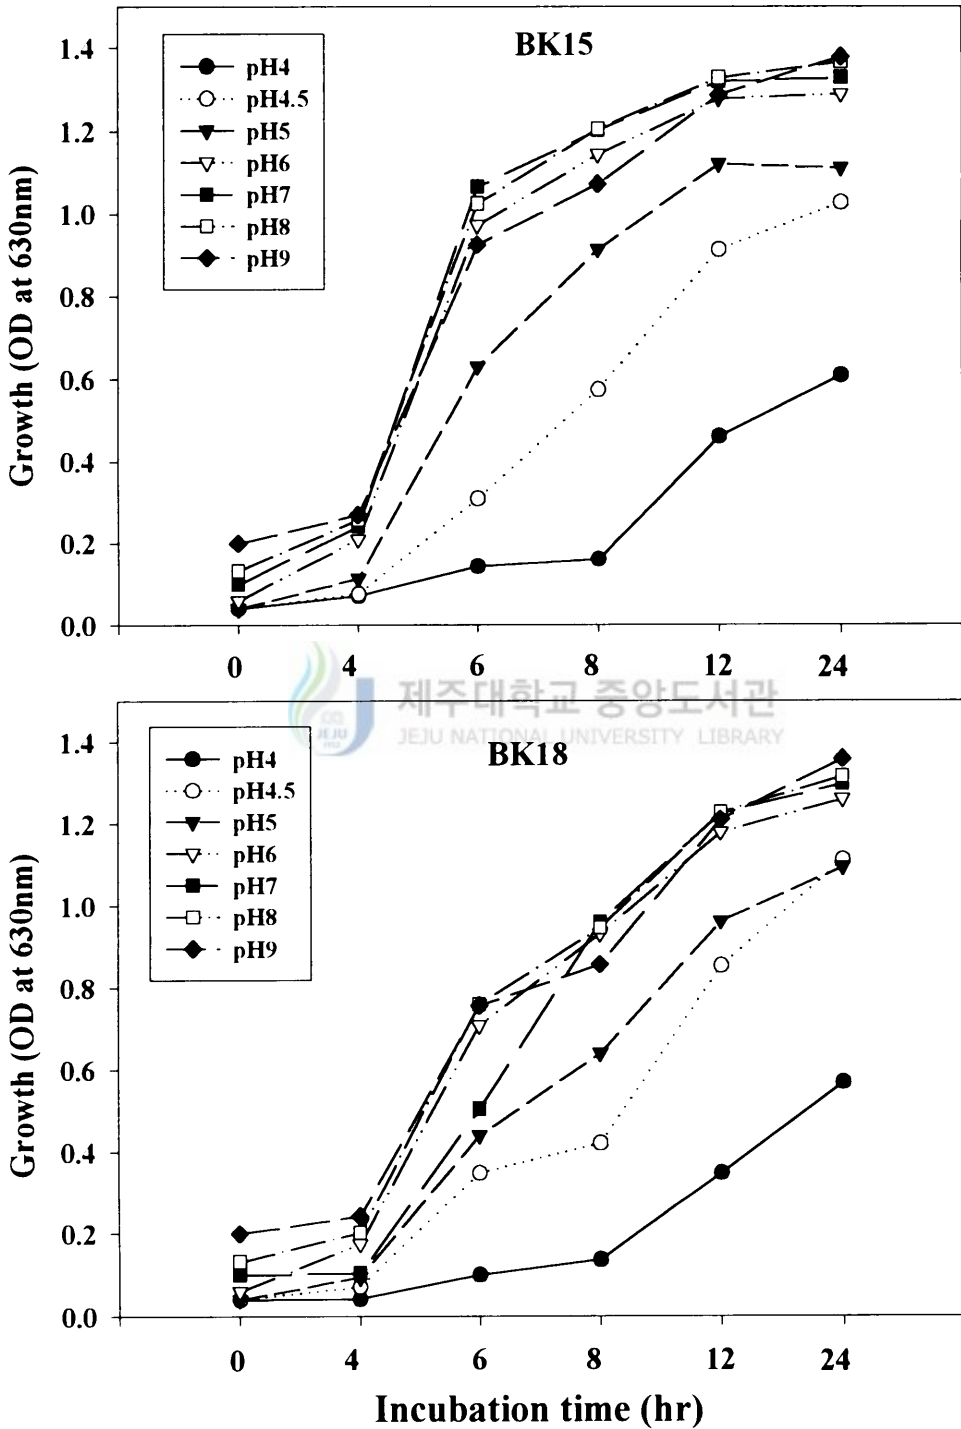 BK15
1.4
1.2
1.0
0.8
0.6
0.4
0.2
0.0
pH4
pH4.5
pH5
pH6
pH7
pH8
pH9
Growth (OD at 630nm)
0 4 6 8 12 24
제주대학교 중앙도서관
JEJU NATIONAL UNIVERSITY LIBRARY
JEJU
BK18
1.4
1.2
1.0
0.8
0.6
0.4
0.2
0.0
pH4
pH4.5
pH5
pH6
pH7
pH8
pH9
Growth (OD at 630nm)
0 4 6 8 12 24
Incubation time (hr)